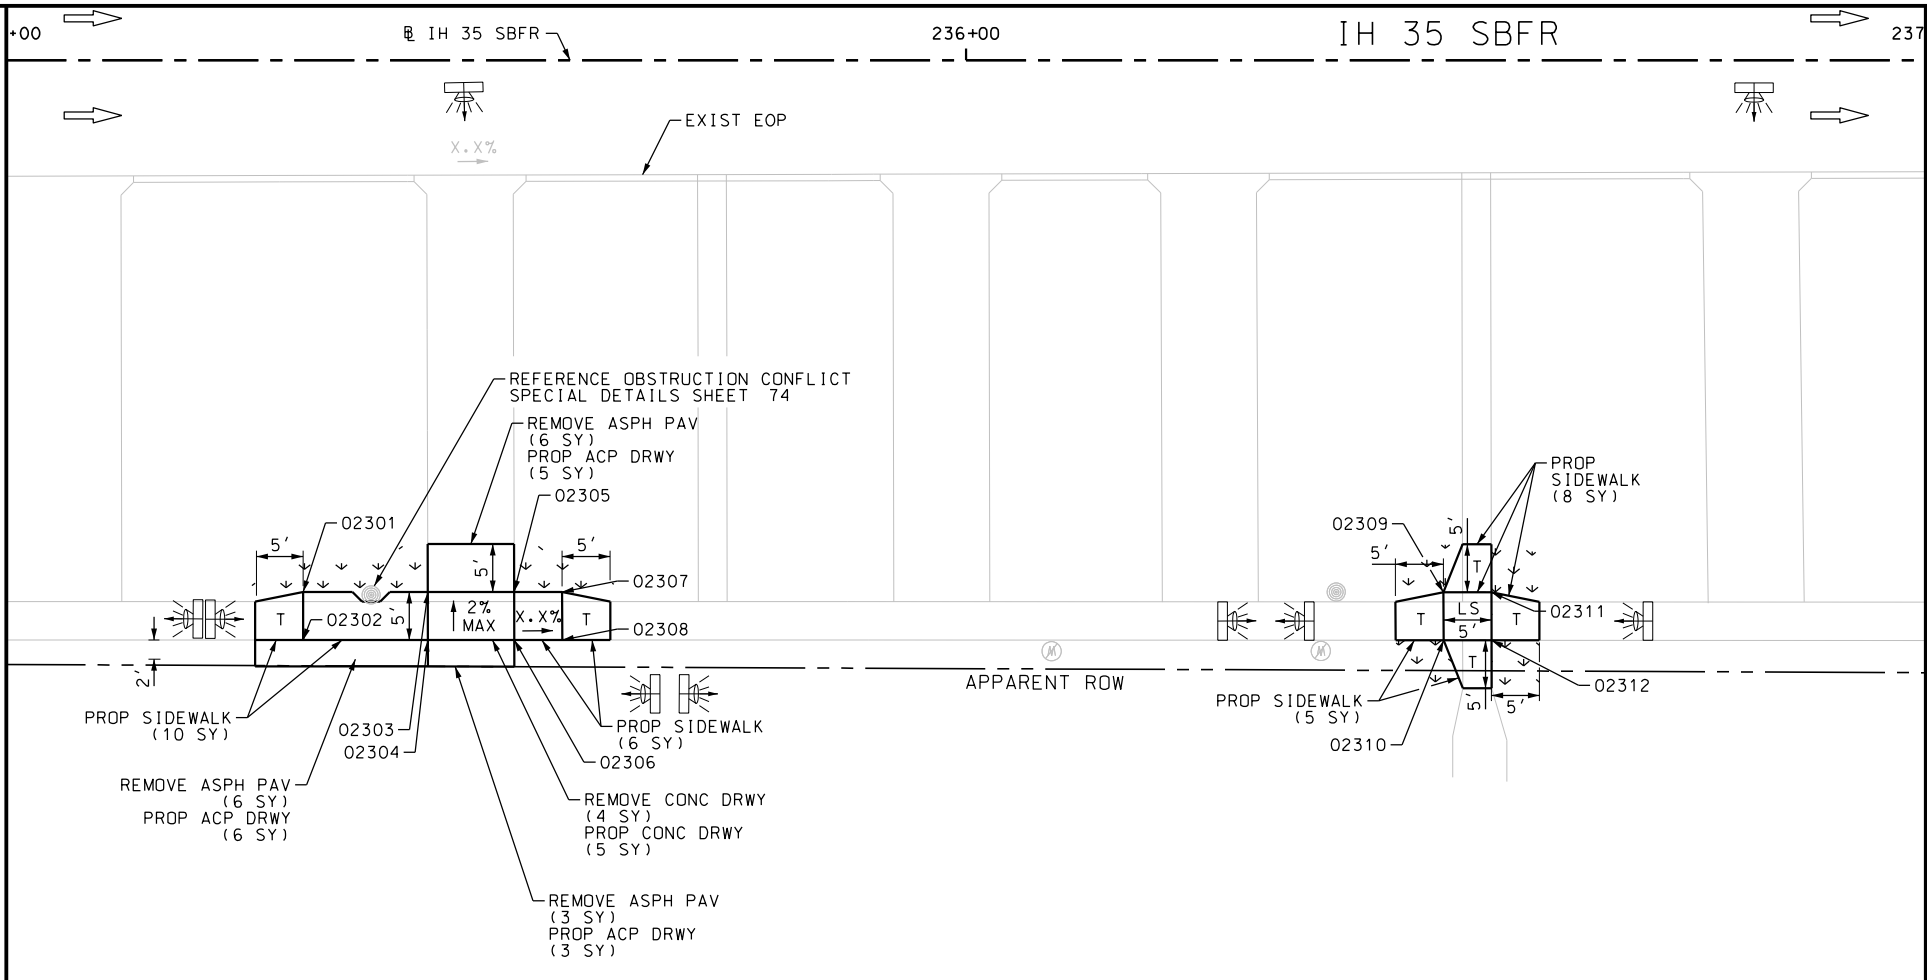 +00
℄ IH 35 SBFR
236+00
IH 35 SBFR
237
EXIST EOP
X.X%
REFERENCE OBSTRUCTION CONFLICT
SPECIAL DETAILS SHEET 74
REMOVE ASPH PAV
(6 SY)
PROP ACP DRWY
(5 SY)
02305
02301
5'
5'
5'
02307
02302
5'
2%
MAX
X.X%
T
T
02308
2'
PROP SIDEWALK
(10 SY)
02303
02304
PROP SIDEWALK
(6 SY)
02306
REMOVE ASPH PAV
(6 SY)
PROP ACP DRWY
(6 SY)
REMOVE CONC DRWY
(4 SY)
PROP CONC DRWY
(5 SY)
REMOVE ASPH PAV
(3 SY)
PROP ACP DRWY
(3 SY)
APPARENT ROW
PROP
SIDEWALK
(8 SY)
02309
5'
5'
T
T
LS
5'
T
02311
T
02312
5'
5'
PROP SIDEWALK
(5 SY)
02310
W
W